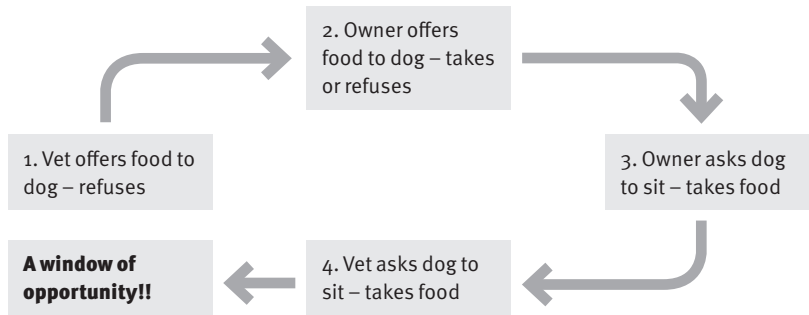 1. Vet offers food to
dog – refuses
2. Owner offers
food to dog – takes
or refuses
3. Owner asks dog
to sit – takes food
4. Vet asks dog to
sit – takes food
A window of
opportunity!!